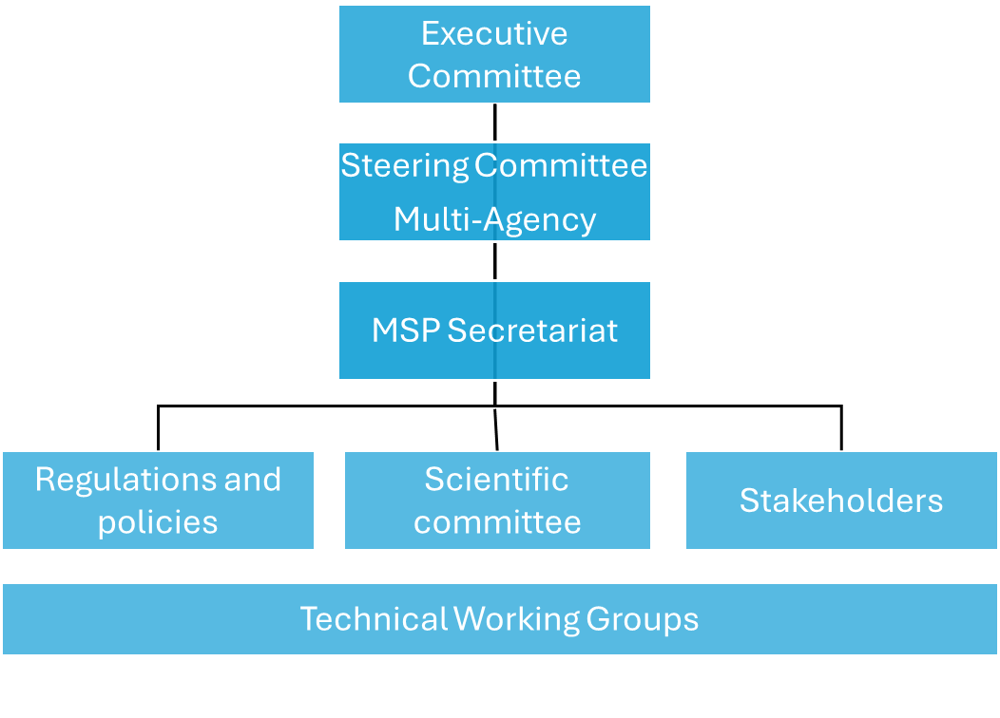 Executive
Committee
Steering Committee
Multi-Agency
MSP Secretariat
Regulations and
policies
Scientific
committee
Stakeholders
Technical Working Groups